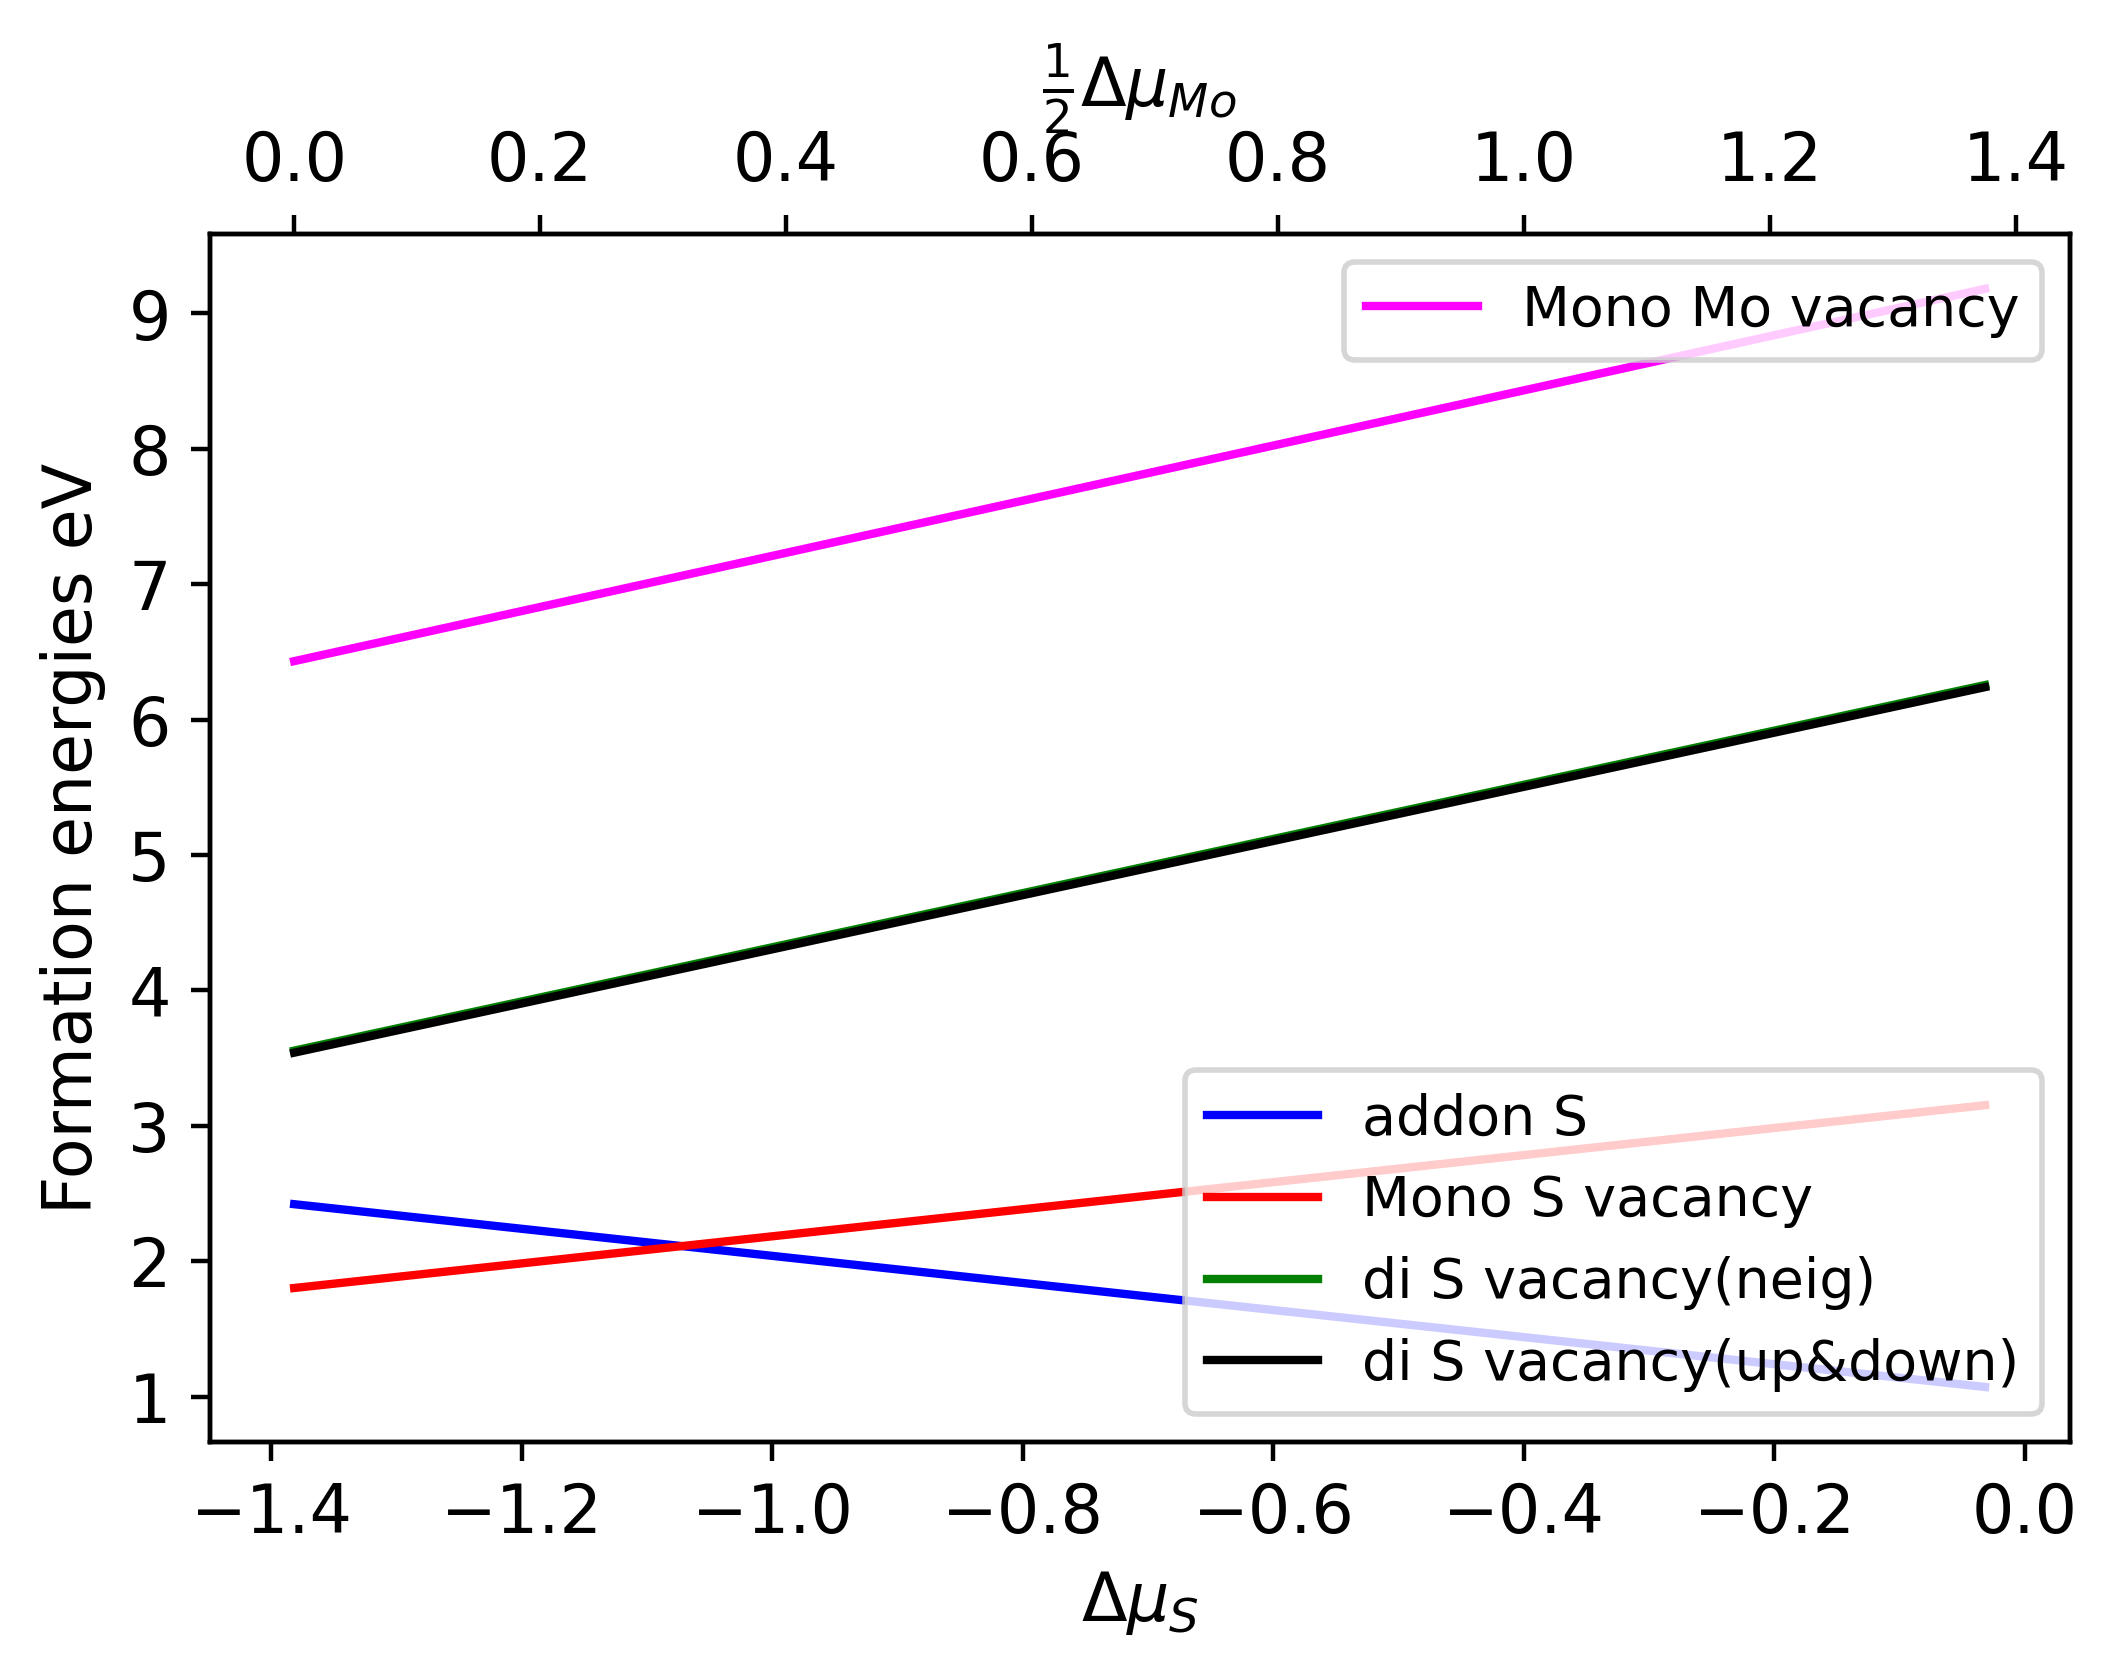 ½Δμ_Mo
0.0 0.2 0.4 0.6 0.8 1.0 1.2 1.4
Mono Mo vacancy
Formation energies eV
9
8
7
6
5
4
3
2
1
addon S
Mono S vacancy
di S vacancy(neig)
di S vacancy(up&down)
−1.4 −1.2 −1.0 −0.8 −0.6 −0.4 −0.2 0.0
Δμ_S